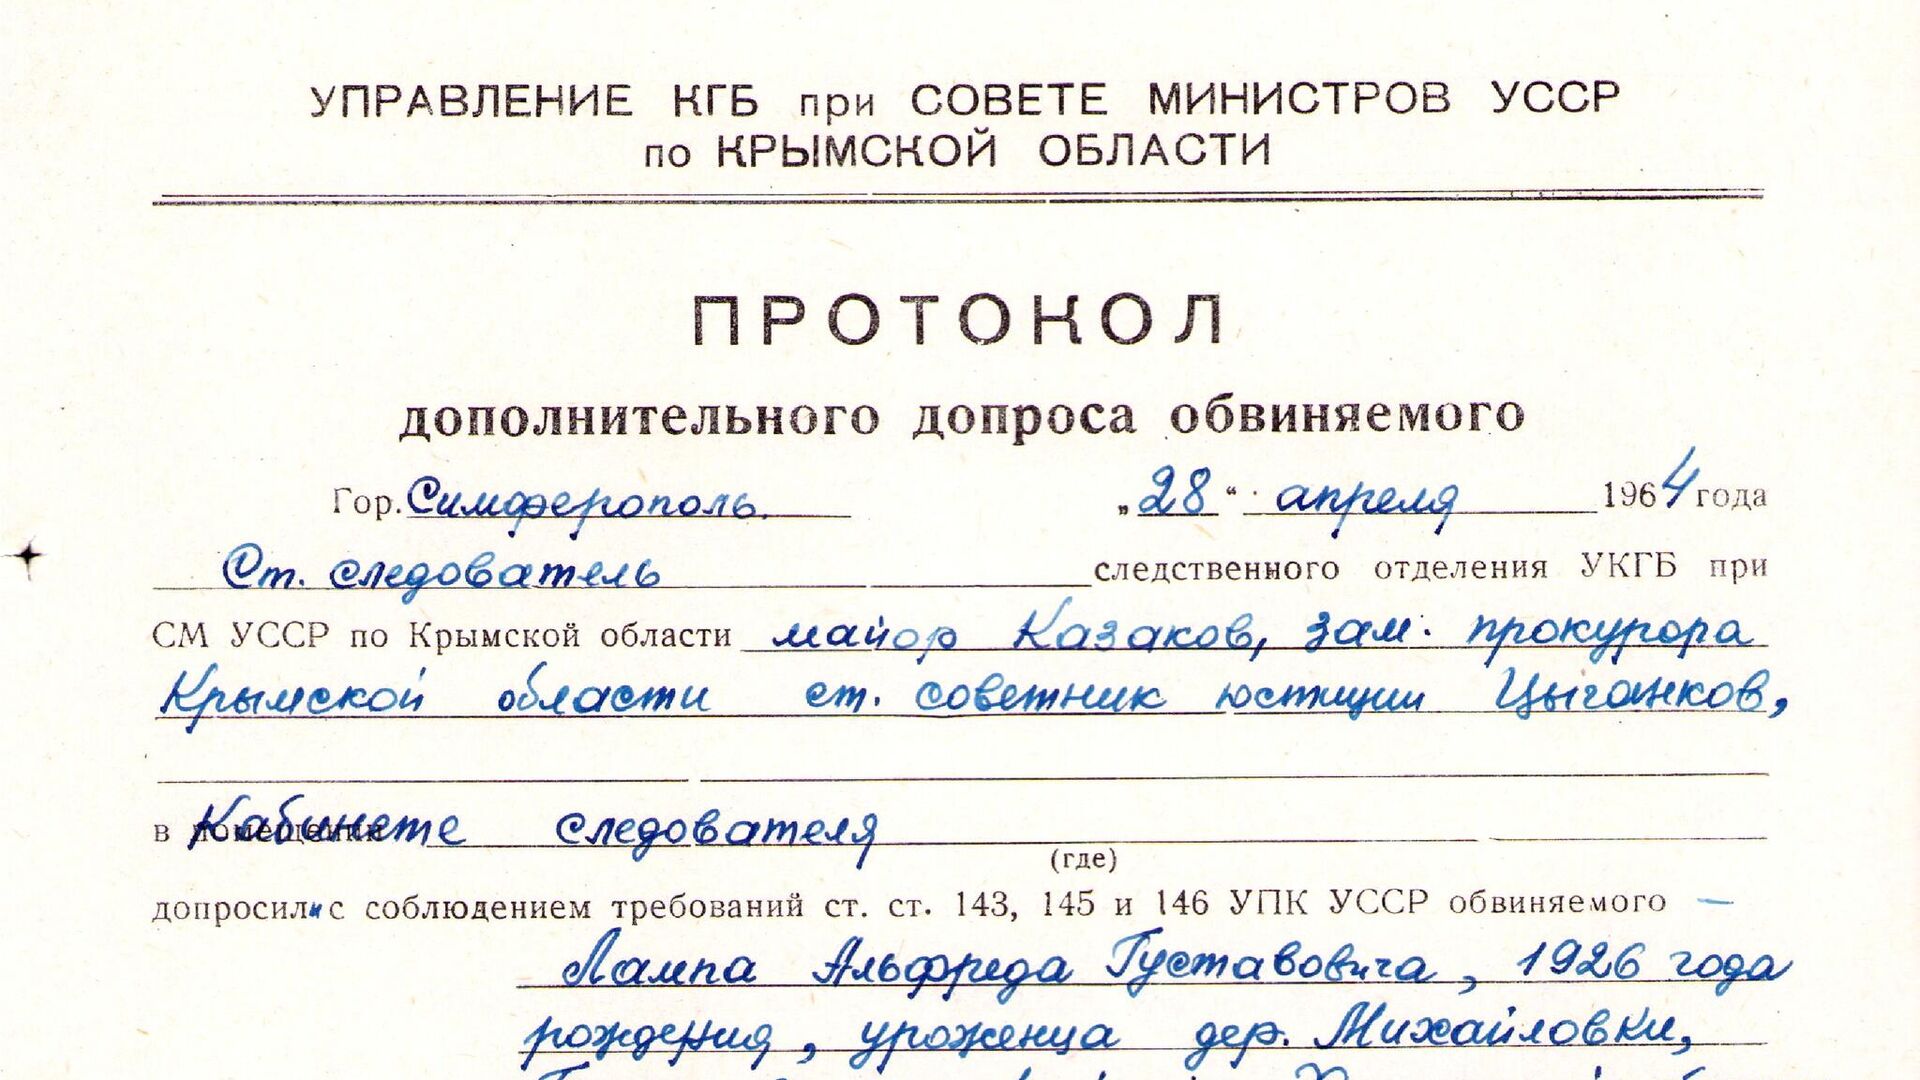 УПРАВЛЕНИЕ КГБ при СОВЕТЕ МИНИСТРОВ УССР
по КРЫМСКОЙ ОБЛАСТИ
ПРОТОКОЛ
дополнительного допроса обвиняемого
Гор. Симферополь. „28“ апреля 1964 года
Ст. следователь следственного отделения УКГБ при
СМ УССР по Крымской области майор Казаков, зам. прокурора
Крымской области ст. советник юстиции Цыганков,
в помещении Кабинете следователя
(где)
допросили с соблюдением требований ст. ст. 143, 145 и 146 УПК УССР обвиняемого —
Лампа Альфреда Густавовича, 1926 года
рождения, уроженца дер. Михайловки,